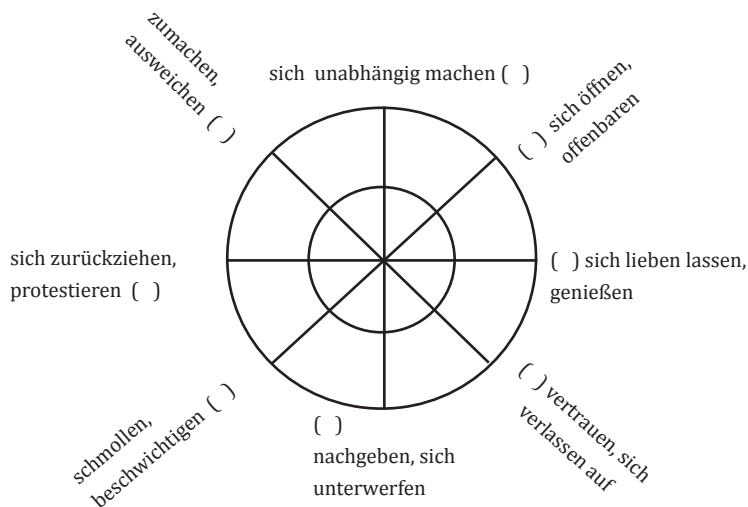 zumachen,
ausweichen (  )
sich unabhängig machen (  )
(  ) sich öffnen,
offenbaren
sich zurückziehen,
protestieren (  )
(  ) sich lieben lassen,
genießen
schmollen,
beschwichtigen (  )
(  )
nachgeben, sich
unterwerfen
(  ) vertrauen, sich
verlassen auf